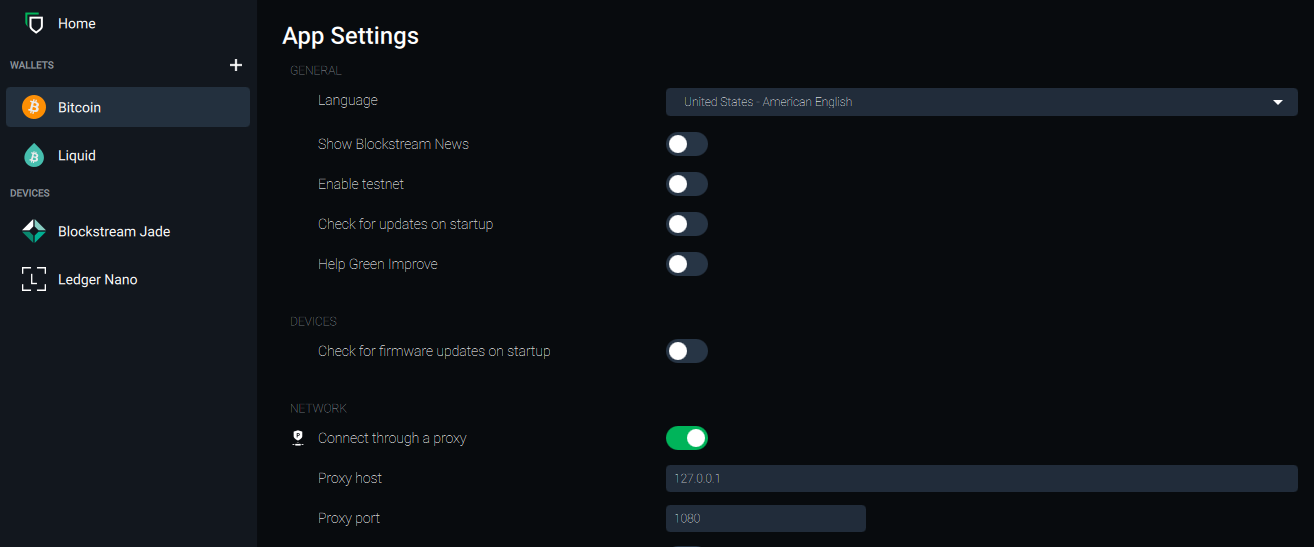 Home
WALLETS
+
Bitcoin
Liquid
DEVICES
Blockstream Jade
L
Ledger Nano
App Settings
GENERAL
Language
United States - American English
Show Blockstream News
Enable testnet
Check for updates on startup
Help Green Improve
DEVICES
Check for firmware updates on startup
NETWORK
P
Connect through a proxy
Proxy host
127.0.0.1
Proxy port
1080